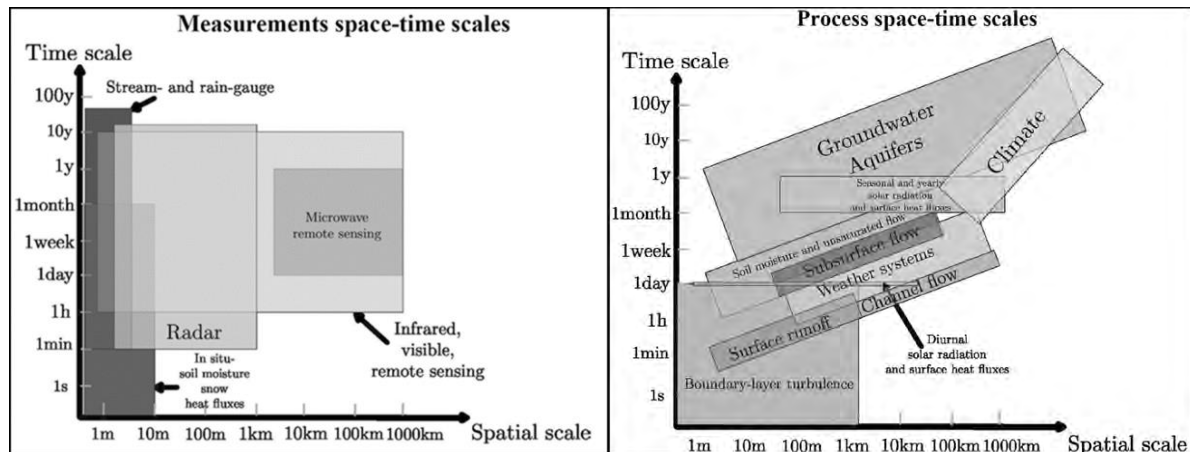 Measurements space-time scales
Time scale
Stream- and rain-gauge
100y
10y
1y
1month
1week
1day
1h
1min
1s
Microwave
remote sensing
Radar
Infrared,
visible,
remote sensing
In situ-
soil moisture
snow
heat fluxes
1m 10m 100m 1km 10km 100km 1000km
Spatial scale
Process space-time scales
Time scale
100y
10y
1y
1month
1week
1day
1h
1min
1s
Groundwater
Aquifers
Climate
Seasonal and yearly
solar radiation
and surface heat fluxes
Soil moisture and unsaturated flow
Subsurface flow
Weather systems
Channel flow
Surface runoff
Boundary-layer turbulence
Diurnal
solar radiation
and surface heat fluxes
1m 10m 100m 1km 10km 100km 1000km
Spatial scale